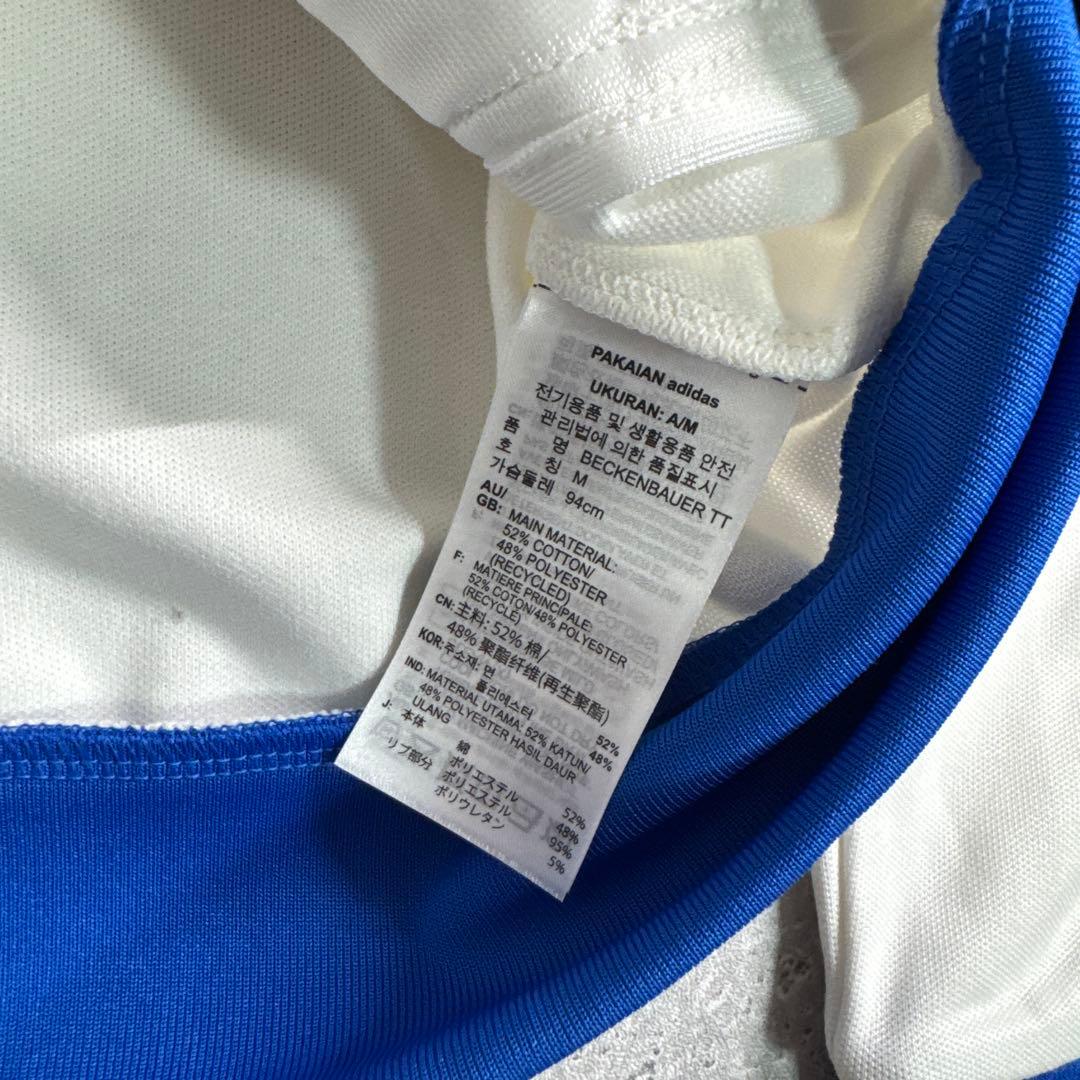 PAKAIAN adidas
UKURAN: A/M
전기용품 및 생활용품 안전
관리법에 의한 품질표시
품 명 BECKENBAUER TT
호 칭 M
가슴둘레 94cm
AU/
GB: MAIN MATERIAL:
52% COTTON/
48% POLYESTER
(RECYCLED)
F: MATIERE PRINCIPALE:
52% COTON/48% POLYESTER
(RECYCLE)
CN: 主料: 52% 棉/
48% 聚酯纤维(再生聚酯)
KOR: 주소재: 면 52%
폴리에스터 48%
IND: MATERIAL UTAMA: 52% KATUN/
48% POLYESTER HASIL DAUR
ULANG
J: 本体 綿 52%
ポリエステル 48%
リブ部分 ポリエステル 95%
ポリウレタン 5%